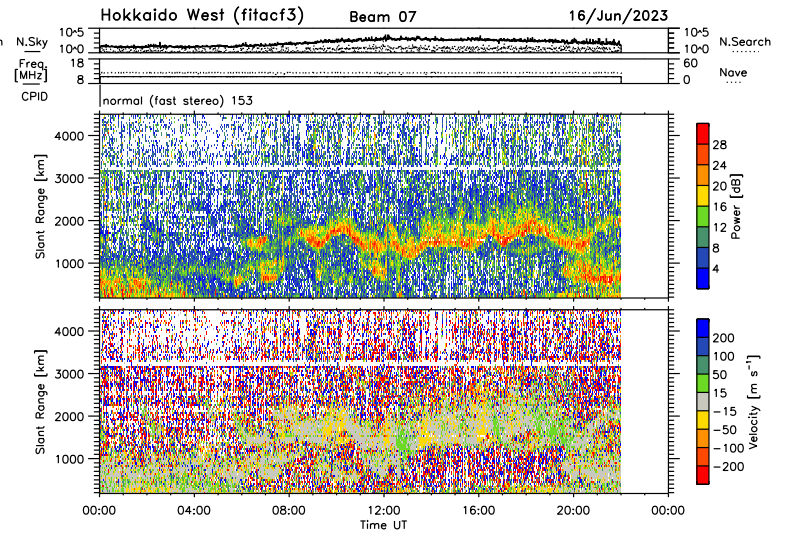 Hokkaido West (fitacf3) Beam 07 16/Jun/2023
n N.Sky 10^5 10^0 10^5 10^0 N.Search
Freq. [MHz] 18 8 60 0 Nave
CPID normal (fast stereo) 153
Slant Range [km] 4000 3000 2000 1000
28 24 20 16 12 8 4 Power [dB]
Slant Range [km] 4000 3000 2000 1000
200 100 50 15 -15 -50 -100 -200 Velocity [m s⁻¹]
00:00 04:00 08:00 12:00 16:00 20:00 00:00
Time UT